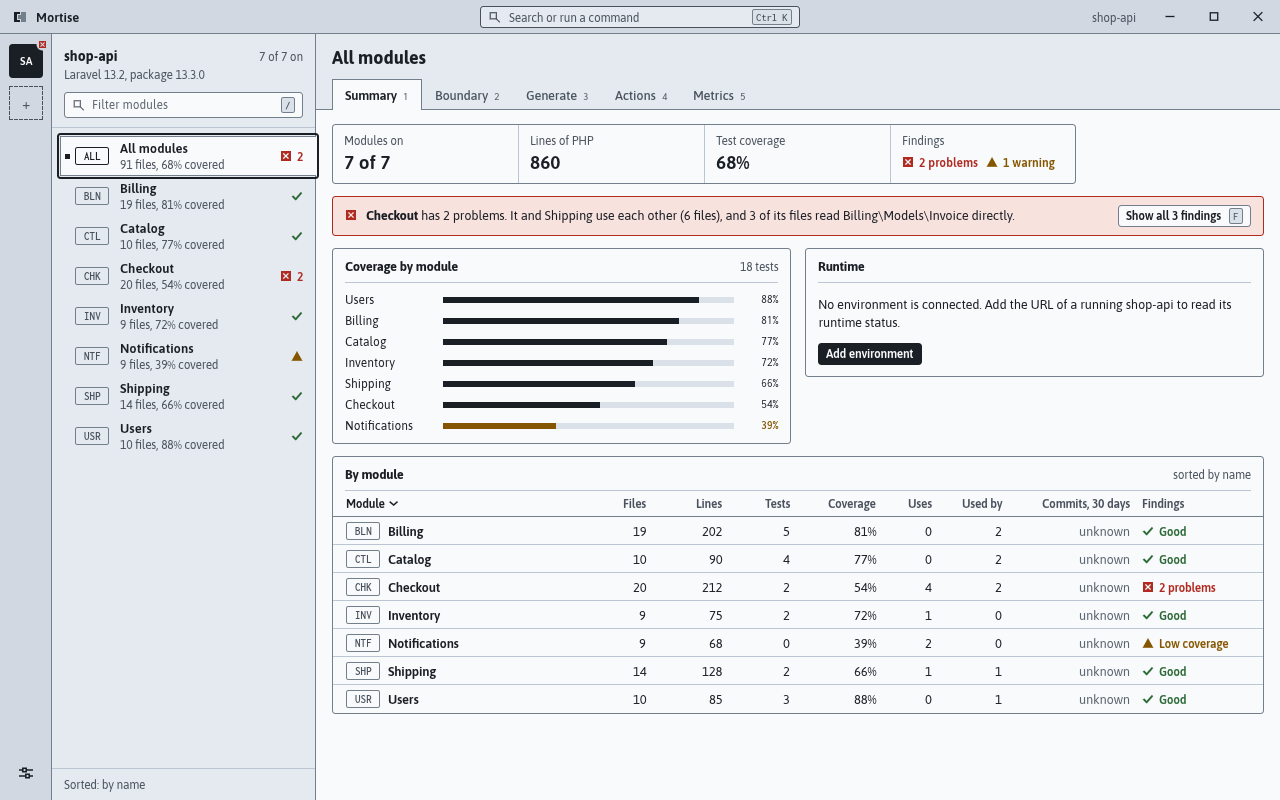 Mortise
Search or run a command
Ctrl K
shop-api
SA
+
shop-api
7 of 7 on
Laravel 13.2, package 13.3.0
Filter modules
/
ALL
All modules
91 files, 68% covered
2
BLN
Billing
19 files, 81% covered
CTL
Catalog
10 files, 77% covered
CHK
Checkout
20 files, 54% covered
2
INV
Inventory
9 files, 72% covered
NTF
Notifications
9 files, 39% covered
SHP
Shipping
14 files, 66% covered
USR
Users
10 files, 88% covered
Sorted: by name
All modules
Summary 1 Boundary 2 Generate 3 Actions 4 Metrics 5
Modules on
7 of 7
Lines of PHP
860
Test coverage
68%
Findings
2 problems 1 warning
Checkout has 2 problems. It and Shipping use each other (6 files), and 3 of its files read Billing\Models\Invoice directly.
Show all 3 findings F
Coverage by module
18 tests
Users 88%
Billing 81%
Catalog 77%
Inventory 72%
Shipping 66%
Checkout 54%
Notifications 39%
Runtime
No environment is connected. Add the URL of a running shop-api to read its
runtime status.
Add environment
By module
sorted by name
Module Files Lines Tests Coverage Uses Used by Commits, 30 days Findings
BLN Billing 19 202 5 81% 0 2 unknown Good
CTL Catalog 10 90 4 77% 0 2 unknown Good
CHK Checkout 20 212 2 54% 4 2 unknown 2 problems
INV Inventory 9 75 2 72% 1 0 unknown Good
NTF Notifications 9 68 0 39% 2 0 unknown Low coverage
SHP Shipping 14 128 2 66% 1 1 unknown Good
USR Users 10 85 3 88% 0 1 unknown Good